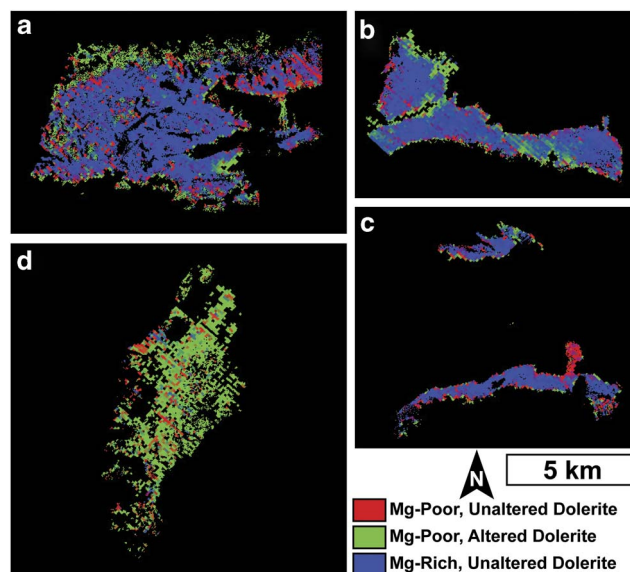 a
b
c
d
N
5 km
Mg-Poor, Unaltered Dolerite
Mg-Poor, Altered Dolerite
Mg-Rich, Unaltered Dolerite